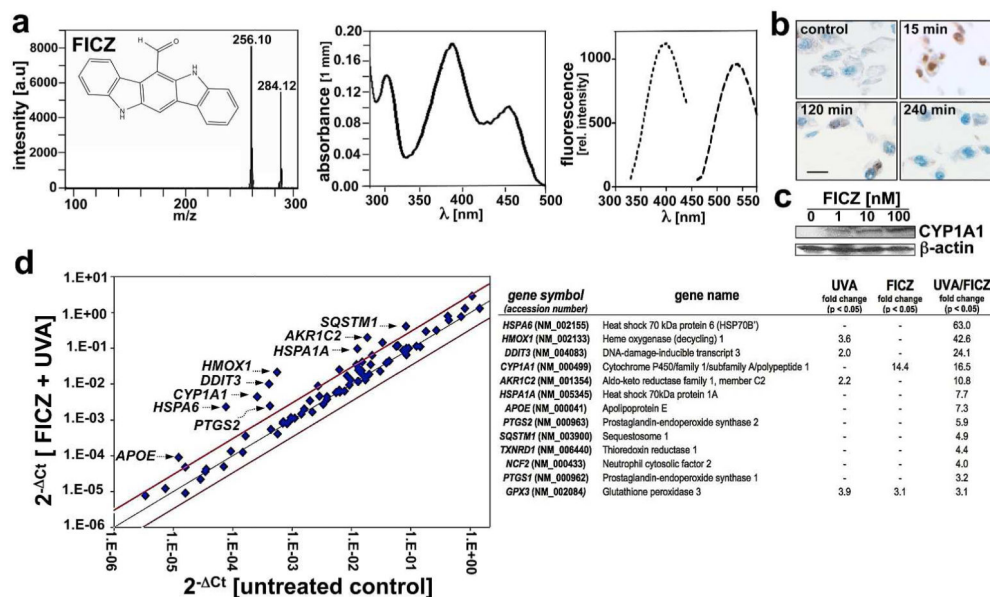 a
FICZ
H
O
H
N
N
H
256.10
284.12
8000
6000
4000
2000
0
intesnity [a.u]
100
200
300
m/z
0.20
0.16
0.12
0.08
0.04
0.00
absorbance [1 mm]
300 350 400 450 500
λ [nm]
1000
500
0
fluorescence
[rel. intensity]
350 400 450 500 550
λ [nm]
b
control
15 min
120 min
240 min
c
FICZ [nM]
0 1 10 100
CYP1A1
β-actin
d
1.E+01
1.E+00
1.E-01
1.E-02
1.E-03
1.E-04
1.E-05
1.E-06
2-ΔCt [ FICZ + UVA]
SQSTM1
AKR1C2
HSPA1A
HMOX1
DDIT3
CYP1A1
HSPA6
PTGS2
APOE
1.E-06 1.E-05 1.E-04 1.E-03 1.E-02 1.E-01 1.E+00
2-ΔCt [untreated control]
gene symbol gene name UVA FICZ UVA/FICZ
(accession number) fold change fold change fold change
(p < 0.05) (p < 0.05) (p < 0.05)
HSPA6 (NM_002155) Heat shock 70 kDa protein 6 (HSP70B') - - 63.0
HMOX1 (NM_002133) Heme oxygenase (decycling) 1 3.6 - 42.6
DDIT3 (NM_004083) DNA-damage-inducible transcript 3 2.0 - 24.1
CYP1A1 (NM_000499) Cytochrome P450/family 1/subfamily A/polypeptide 1 - 14.4 16.5
AKR1C2 (NM_001354) Aldo-keto reductase family 1, member C2 2.2 - 10.8
HSPA1A (NM_005345) Heat shock 70kDa protein 1A - - 7.7
APOE (NM_000041) Apolipoprotein E - - 7.3
PTGS2 (NM_000963) Prostaglandin-endoperoxide synthase 2 - - 5.9
SQSTM1 (NM_003900) Sequestosome 1 - - 4.9
TXNRD1 (NM_006440) Thioredoxin reductase 1 - - 4.4
NCF2 (NM_000433) Neutrophil cytosolic factor 2 - - 4.0
PTGS1 (NM_000962) Prostaglandin-endoperoxide synthase 1 - - 3.2
GPX3 (NM_002084) Glutathione peroxidase 3 3.9 3.1 3.1